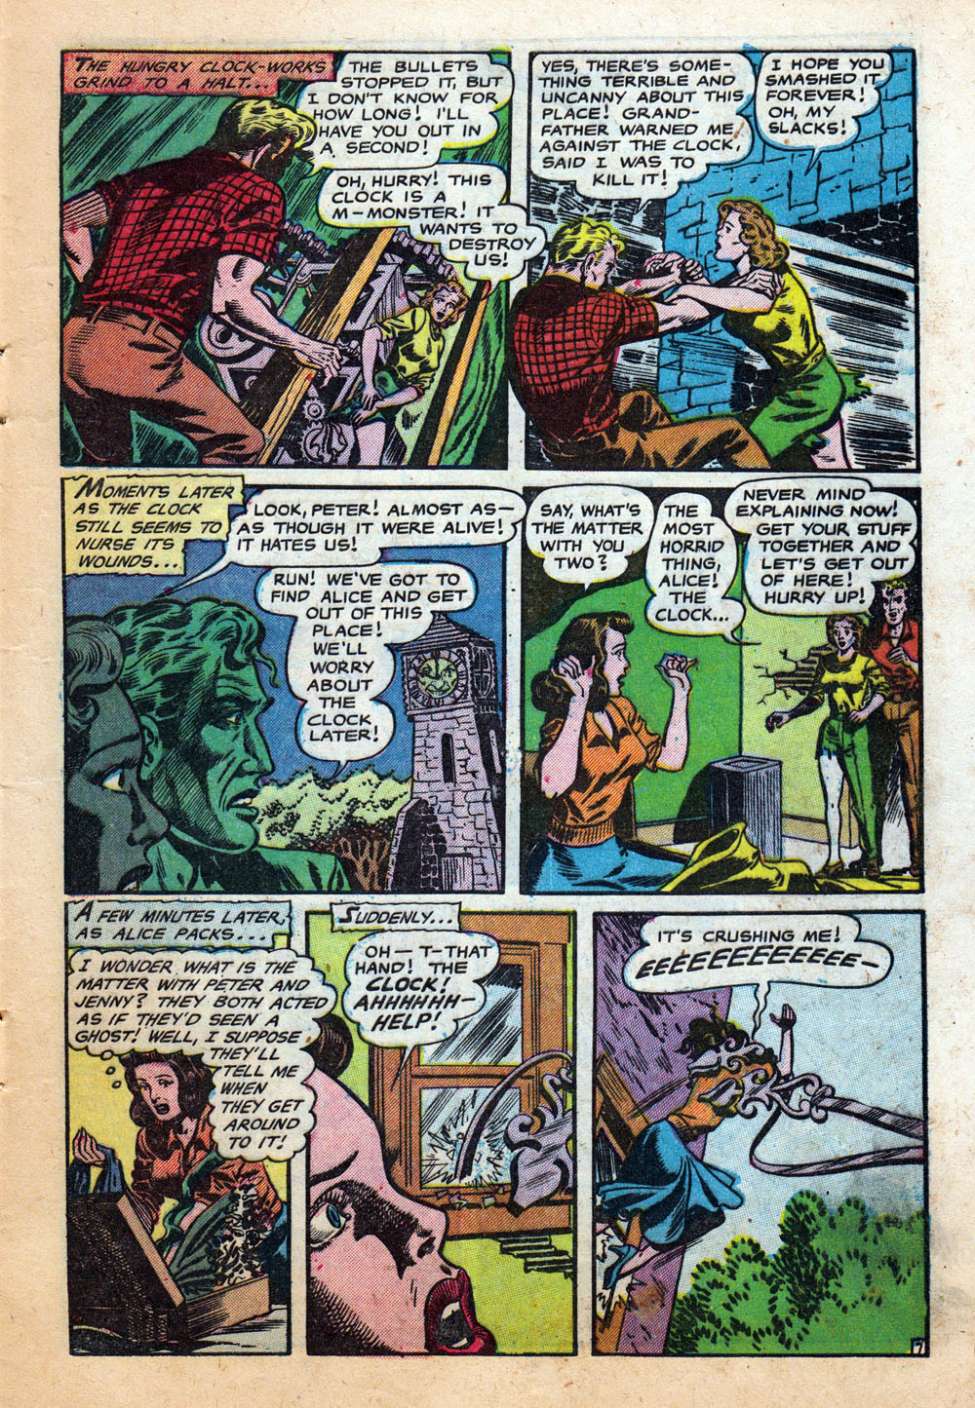 THE HUNGRY CLOCK-WORKS
GRIND TO A HALT...
THE BULLETS
STOPPED IT, BUT
I DON'T KNOW FOR
HOW LONG! I'LL
HAVE YOU OUT IN
A SECOND!
OH, HURRY! THIS
CLOCK IS A
M-MONSTER! IT
WANTS TO
DESTROY
US!
YES, THERE'S SOME-
THING TERRIBLE AND
UNCANNY ABOUT THIS
PLACE! GRAND-
FATHER WARNED ME
AGAINST THE CLOCK,
SAID I WAS TO
KILL IT!
I HOPE YOU
SMASHED IT
FOREVER!
OH, MY
SLACKS!
MOMENTS LATER
AS THE CLOCK
STILL SEEMS TO
NURSE ITS
WOUNDS...
LOOK, PETER! ALMOST AS—
AS THOUGH IT WERE ALIVE!
IT HATES US!
RUN! WE'VE GOT TO
FIND ALICE AND GET
OUT OF THIS
PLACE!
WE'LL
WORRY
ABOUT
THE
CLOCK
LATER!
SAY, WHAT'S
THE MATTER
WITH YOU
TWO?
THE
MOST
HORRID
THING,
ALICE!
THE
CLOCK...
NEVER MIND
EXPLAINING NOW!
GET YOUR STUFF
TOGETHER AND
LET'S GET OUT
OF HERE!
HURRY UP!
A FEW MINUTES LATER,
AS ALICE PACKS...
I WONDER WHAT IS THE
MATTER WITH PETER AND
JENNY? THEY BOTH ACTED
AS IF THEY'D SEEN A
GHOST! WELL, I SUPPOSE
THEY'LL
TELL ME
WHEN
THEY GET
AROUND
TO IT!
SUDDENLY...
OH— T-THAT
HAND! THE
CLOCK!
AHHHHHH—
HELP!
IT'S CRUSHING ME!
EEEEEEEEEEEEE—
7